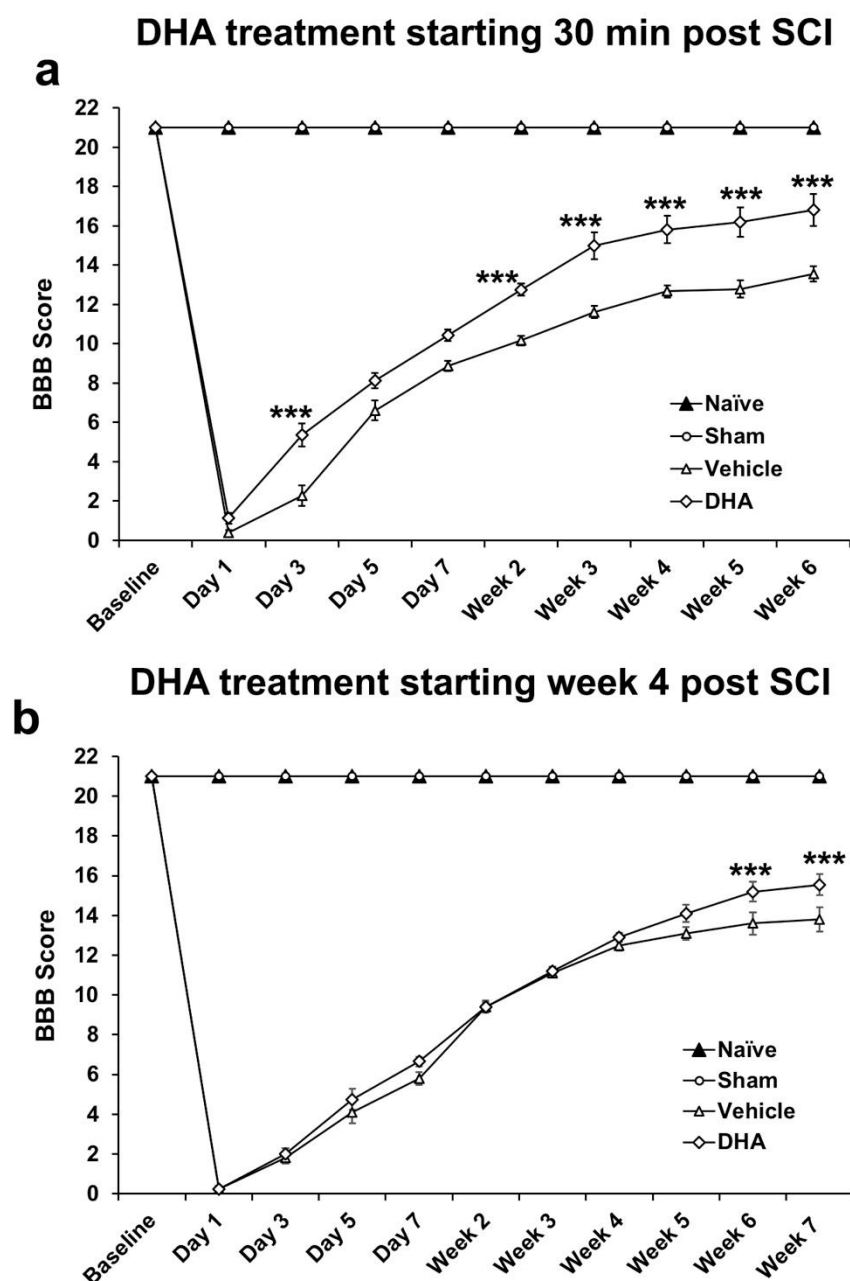 DHA treatment starting 30 min post SCI
a
22
20
18
16
14
12
10
8
6
4
2
0
BBB Score
***
***
***
***
***
***
Naïve
Sham
Vehicle
DHA
Baseline
Day 1
Day 3
Day 5
Day 7
Week 2
Week 3
Week 4
Week 5
Week 6
DHA treatment starting week 4 post SCI
b
22
20
18
16
14
12
10
8
6
4
2
0
BBB Score
***
***
Naïve
Sham
Vehicle
DHA
Baseline
Day 1
Day 3
Day 5
Day 7
Week 2
Week 3
Week 4
Week 5
Week 6
Week 7